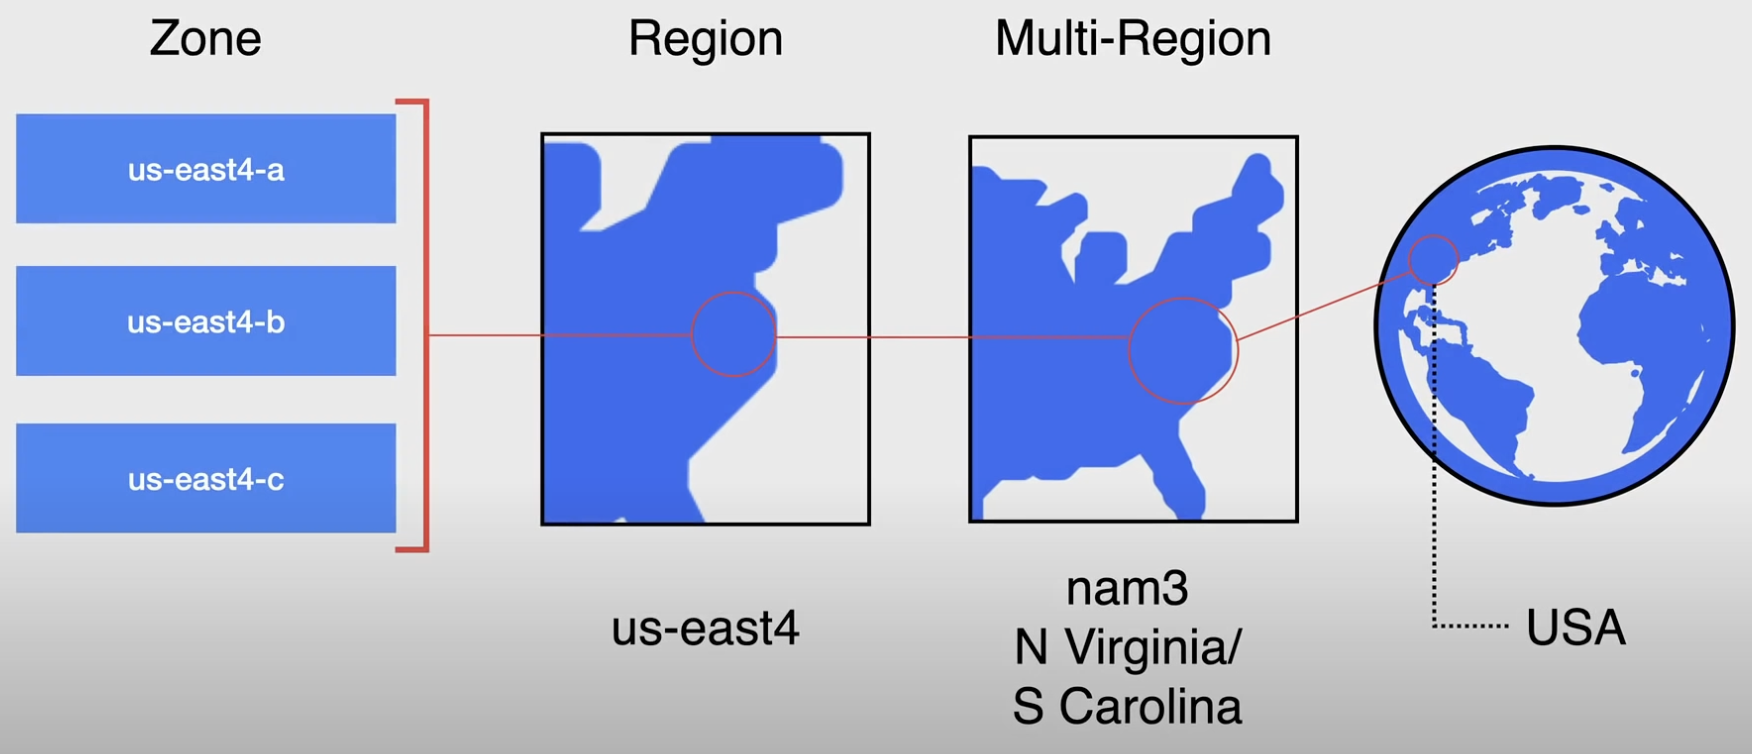 Zone
Region
Multi-Region
us-east4-a
us-east4-b
us-east4-c
us-east4
nam3
N Virginia/
S Carolina
USA